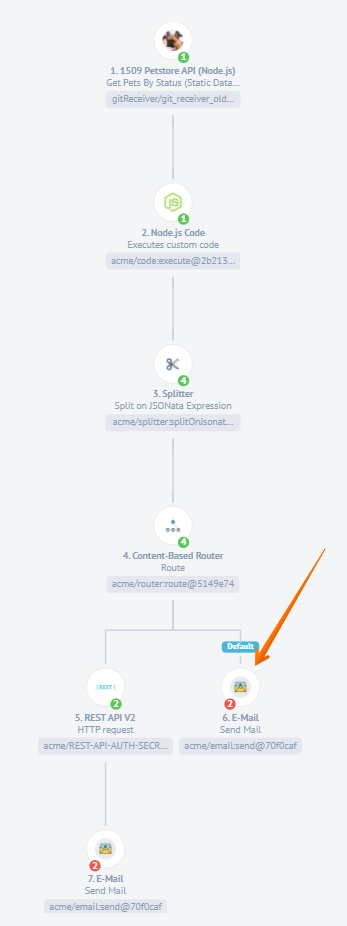 1
1. 1509 Petstore API (Node.js)
Get Pets By Status (Static Data...
gitReceiver/git_receiver_old...
JS
1
2. Node.js Code
Executes custom code
acme/code:execute@2b213...
4
3. Splitter
Split on JSONata Expression
acme/splitter:splitOnJsonat...
4
4. Content-Based Router
Route
acme/router:route@5149e74
Default
{REST}
2
2
5. REST API V2
6. E-Mail
HTTP request
Send Mail
acme/REST-API-AUTH-SECR...
acme/email:send@70f0caf
2
7. E-Mail
Send Mail
acme/email:send@70f0caf